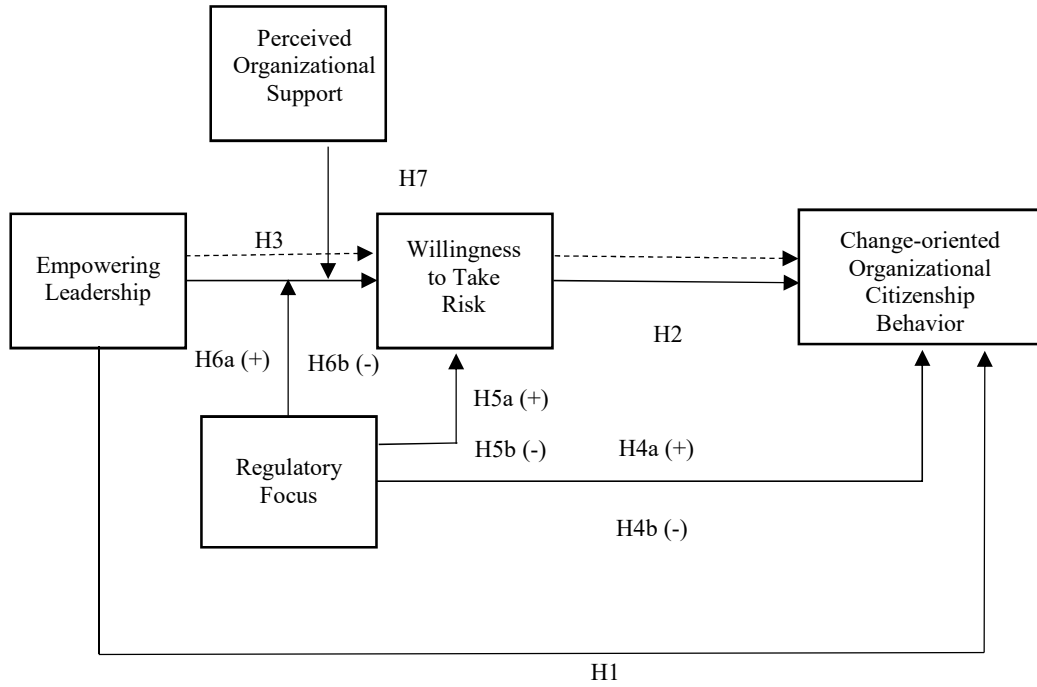 Perceived
Organizational
Support
H7
H3
Empowering
Leadership
Willingness
to Take
Risk
Change-oriented
Organizational
Citizenship
Behavior
H2
H6a (+)
H6b (-)
H5a (+)
H5b (-)
H4a (+)
Regulatory
Focus
H4b (-)
H1